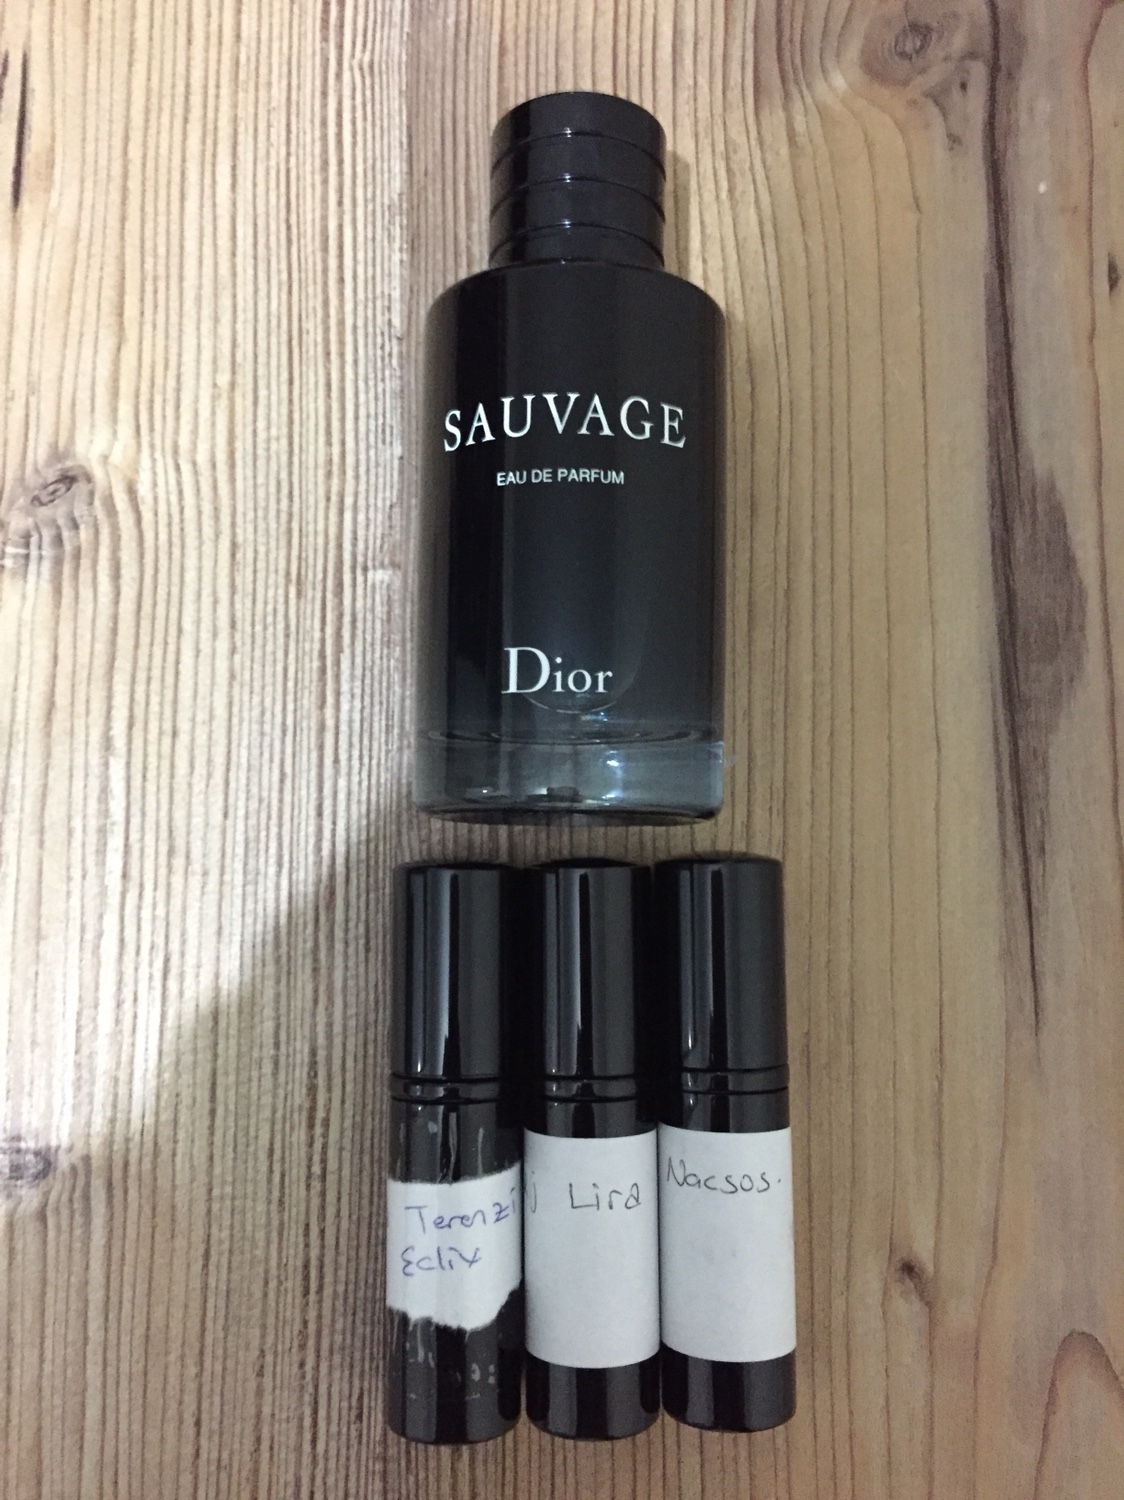 SAUVAGE
EAU DE PARFUM
Dior
Terenzi
Eclix
j Lira
Nacsos.